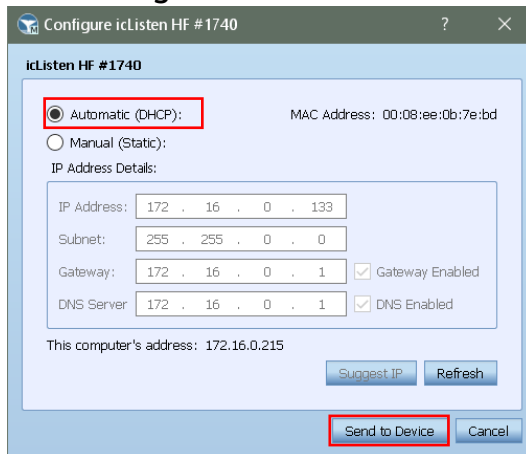 Configure icListen HF #1740 ? ×
icListen HF #1740
Automatic (DHCP): MAC Address: 00:08:ee:0b:7e:bd
Manual (Static):
IP Address Details:
IP Address: 172 . 16 . 0 . 133
Subnet: 255 . 255 . 0 . 0
Gateway: 172 . 16 . 0 . 1 Gateway Enabled
DNS Server 172 . 16 . 0 . 1 DNS Enabled
This computer's address: 172.16.0.215
Suggest IP Refresh
Send to Device Cancel